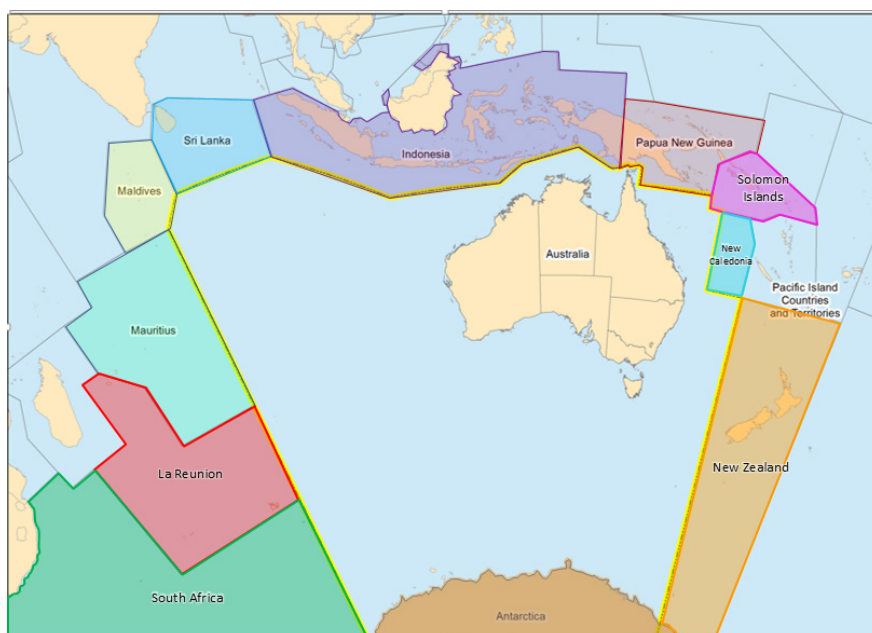 Sri Lanka
Indonesia
Papua New Guinea
Maldives
Solomon
Islands
Australia
New
Caledonia
Pacific Island
Countries
and Territories
Mauritius
La Reunion
New Zealand
South Africa
Antarctica